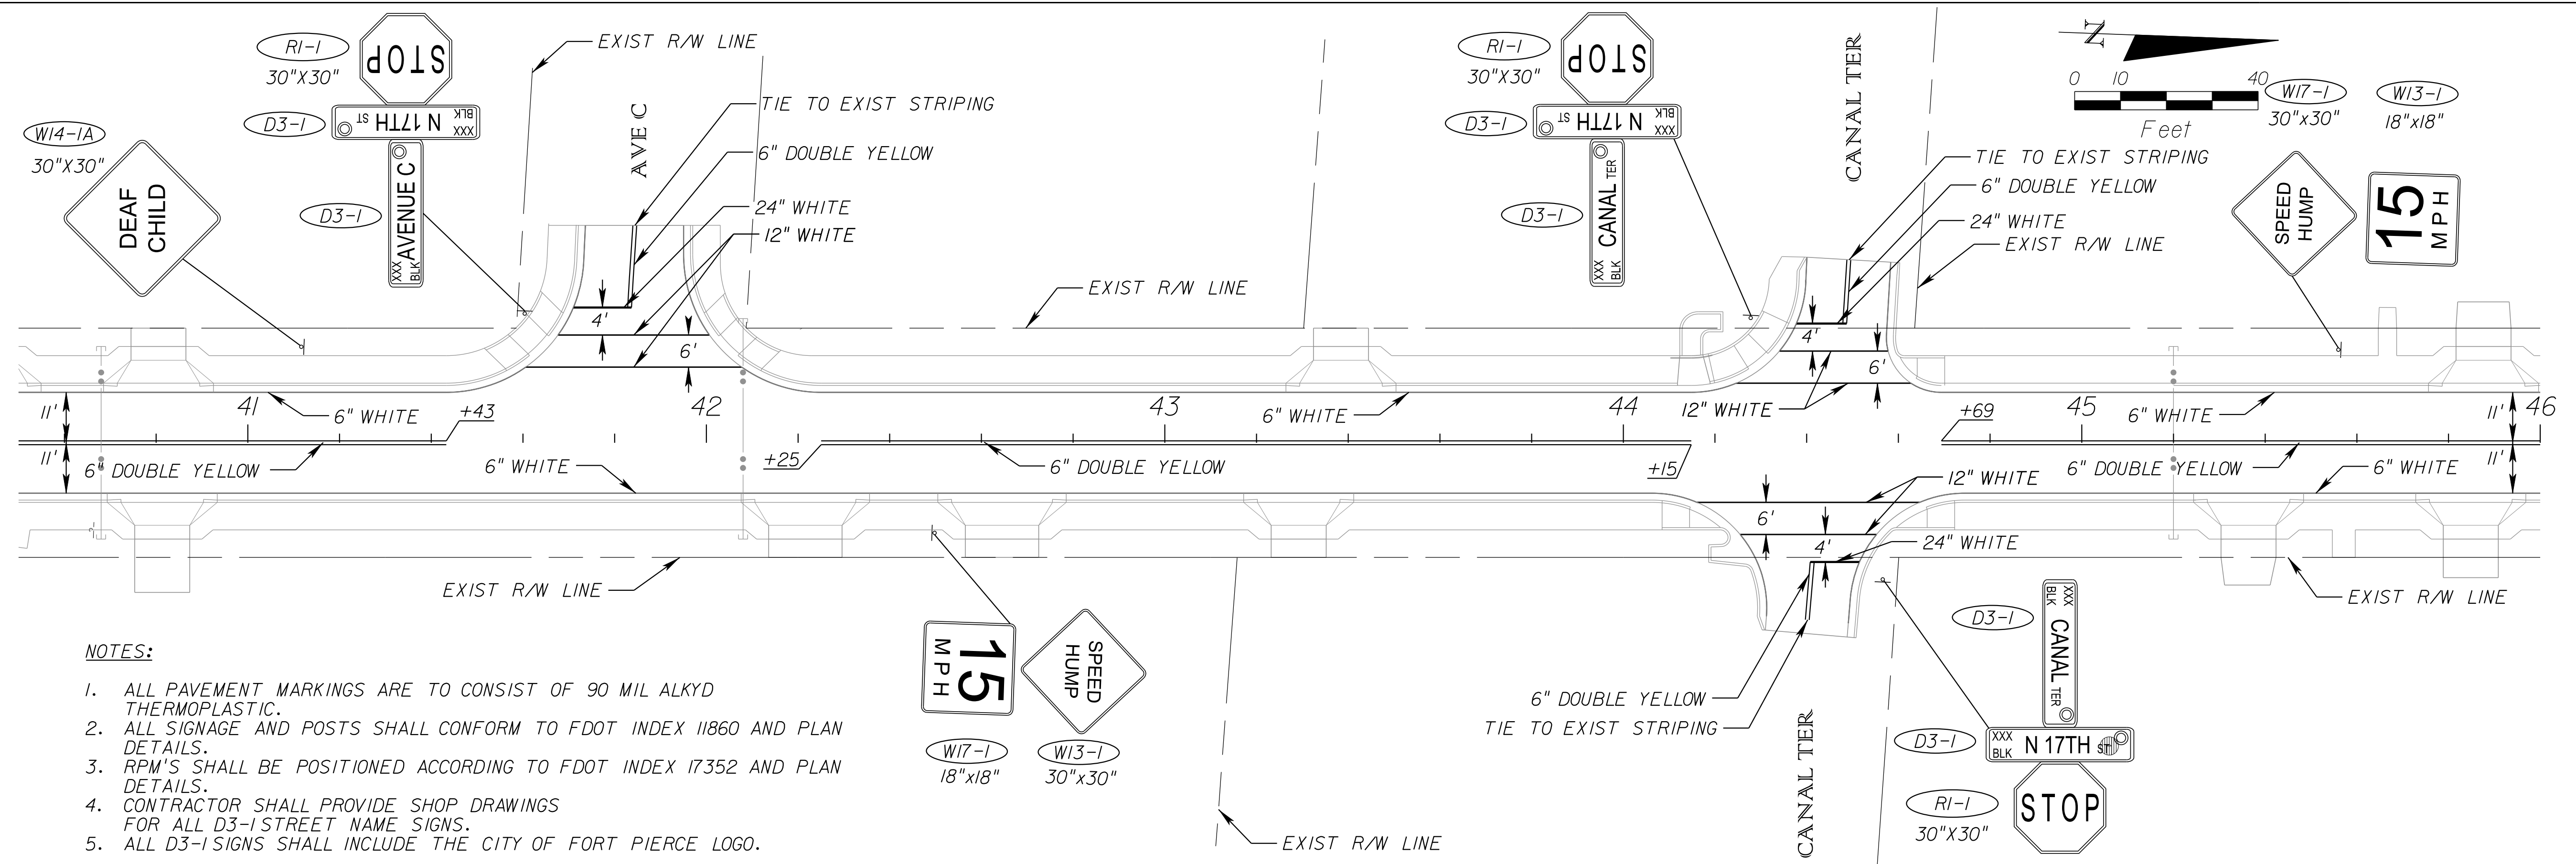 EXIST R/W LINE
R1-1
30"X30"
STOP
D3-1
XXX BLK N 17TH ST
W14-1A
30"X30"
DEAF
CHILD
D3-1
XXX BLK AVENUE C
AVE C
TIE TO EXIST STRIPING
6" DOUBLE YELLOW
24" WHITE
12" WHITE
4'
6'
EXIST R/W LINE
R1-1
30"X30"
STOP
D3-1
XXX BLK N 17TH ST
D3-1
XXX BLK CANAL TER
CANAL TER
N
0 10 40
Feet
W17-1
30"X30"
W13-1
18"x18"
TIE TO EXIST STRIPING
6" DOUBLE YELLOW
24" WHITE
EXIST R/W LINE
SPEED
HUMP
15
MPH
4'
6'
11'
41
6" WHITE
+43
42
43
6" WHITE
44
12" WHITE
+69
45
6" WHITE
11'
46
11'
6" DOUBLE YELLOW
6" WHITE
+25
6" DOUBLE YELLOW
+15
12" WHITE
6" DOUBLE YELLOW
6" WHITE
11'
6'
4'
24" WHITE
2'
EXIST R/W LINE
EXIST R/W LINE
15
MPH
SPEED
HUMP
W17-1
18"x18"
W13-1
30"x30"
D3-1
XXX BLK CANAL TER
6" DOUBLE YELLOW
TIE TO EXIST STRIPING
CANAL TER
D3-1
XXX BLK N 17TH ST
R1-1
30"X30"
STOP
EXIST R/W LINE
NOTES:
1. ALL PAVEMENT MARKINGS ARE TO CONSIST OF 90 MIL ALKYD
THERMOPLASTIC.
2. ALL SIGNAGE AND POSTS SHALL CONFORM TO FDOT INDEX 11860 AND PLAN
DETAILS.
3. RPM'S SHALL BE POSITIONED ACCORDING TO FDOT INDEX 17352 AND PLAN
DETAILS.
4. CONTRACTOR SHALL PROVIDE SHOP DRAWINGS
FOR ALL D3-1 STREET NAME SIGNS.
5. ALL D3-1 SIGNS SHALL INCLUDE THE CITY OF FORT PIERCE LOGO.